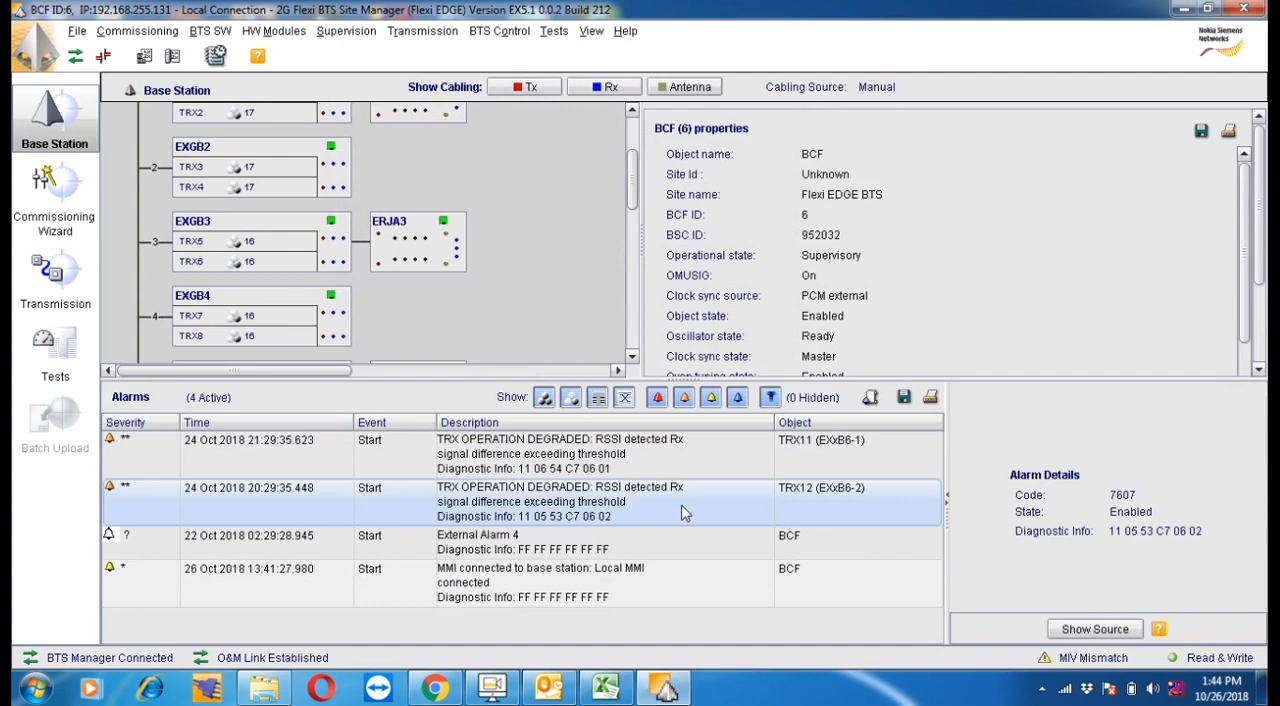 BCF ID:6, IP:192.168.255.131 - Local Connection - 2G Flexi BTS Site Manager (Flexi EDGE) Version EX5.1 0.0.2 Build 212
File Commissioning BTS SW HW Modules Supervision Transmission BTS Control Tests View Help
Nokia Siemens
Networks
Base Station
Show Cabling: Tx Rx Antenna Cabling Source: Manual
Base Station
Commissioning
Wizard
Transmission
Tests
Batch Upload
TRX2 17
EXGB2
2 TRX3 17
TRX4 17
EXGB3 ERJA3
3 TRX5 16
TRX6 16
EXGB4
4 TRX7 16
TRX8 16
BCF (6) properties
Object name: BCF
Site Id : Unknown
Site name: Flexi EDGE BTS
BCF ID: 6
BSC ID: 952032
Operational state: Supervisory
OMUSIG: On
Clock sync source: PCM external
Object state: Enabled
Oscillator state: Ready
Clock sync state: Master
Alarms (4 Active) Show: (0 Hidden)
Severity Time Event Description Object
** 24 Oct 2018 21:29:35.623 Start TRX OPERATION DEGRADED: RSSI detected Rx TRX11 (EXxB6-1)
signal difference exceeding threshold
Diagnostic Info: 11 06 54 C7 06 01
** 24 Oct 2018 20:29:35.448 Start TRX OPERATION DEGRADED: RSSI detected Rx TRX12 (EXxB6-2)
signal difference exceeding threshold
Diagnostic Info: 11 05 53 C7 06 02
? 22 Oct 2018 02:29:28.945 Start External Alarm 4 BCF
Diagnostic Info: FF FF FF FF FF FF
* 26 Oct 2018 13:41:27.980 Start MMI connected to base station: Local MMI BCF
connected
Diagnostic Info: FF FF FF FF FF FF
Alarm Details
Code: 7607
State: Enabled
Diagnostic Info: 11 05 53 C7 06 02
Show Source
BTS Manager Connected O&M Link Established MIV Mismatch Read & Write
1:44 PM
10/26/2018